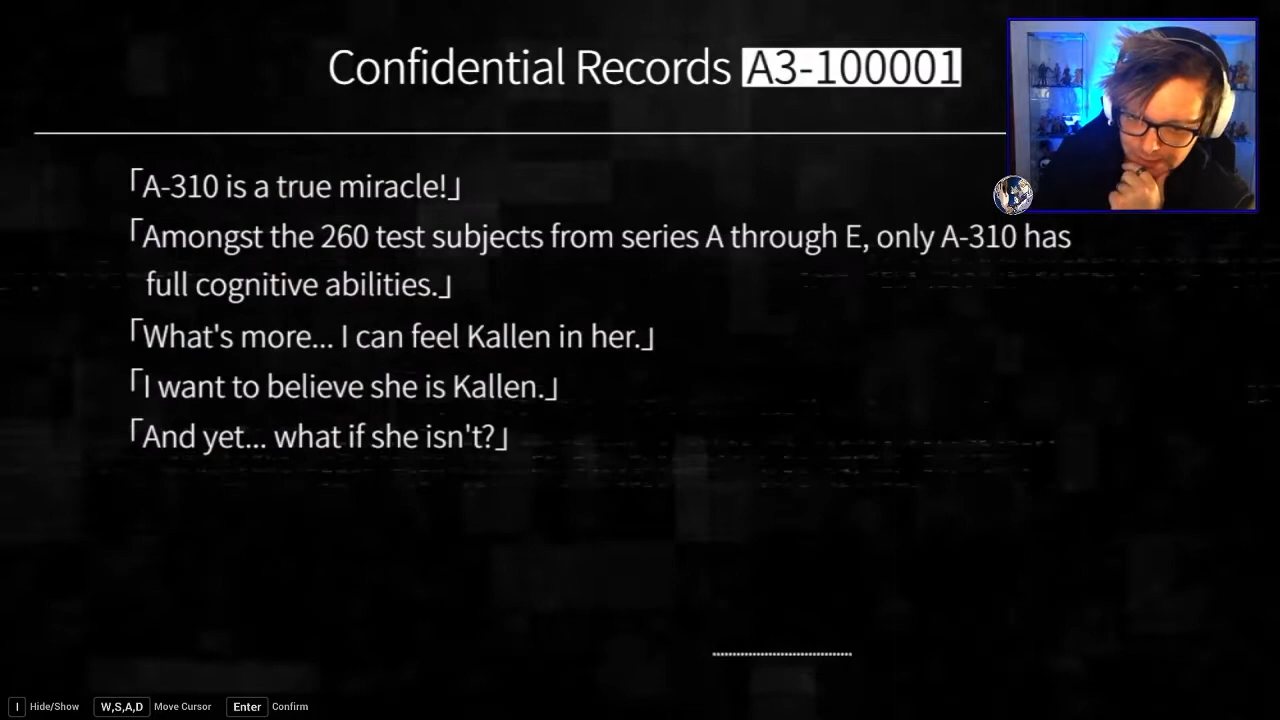 Confidential Records A3-100001
「A-310 is a true miracle!」
「Amongst the 260 test subjects from series A through E, only A-310 has
full cognitive abilities.」
「What's more... I can feel Kallen in her.」
「I want to believe she is Kallen.」
「And yet... what if she isn't?」
I Hide/Show W,S,A,D Move Cursor Enter Confirm